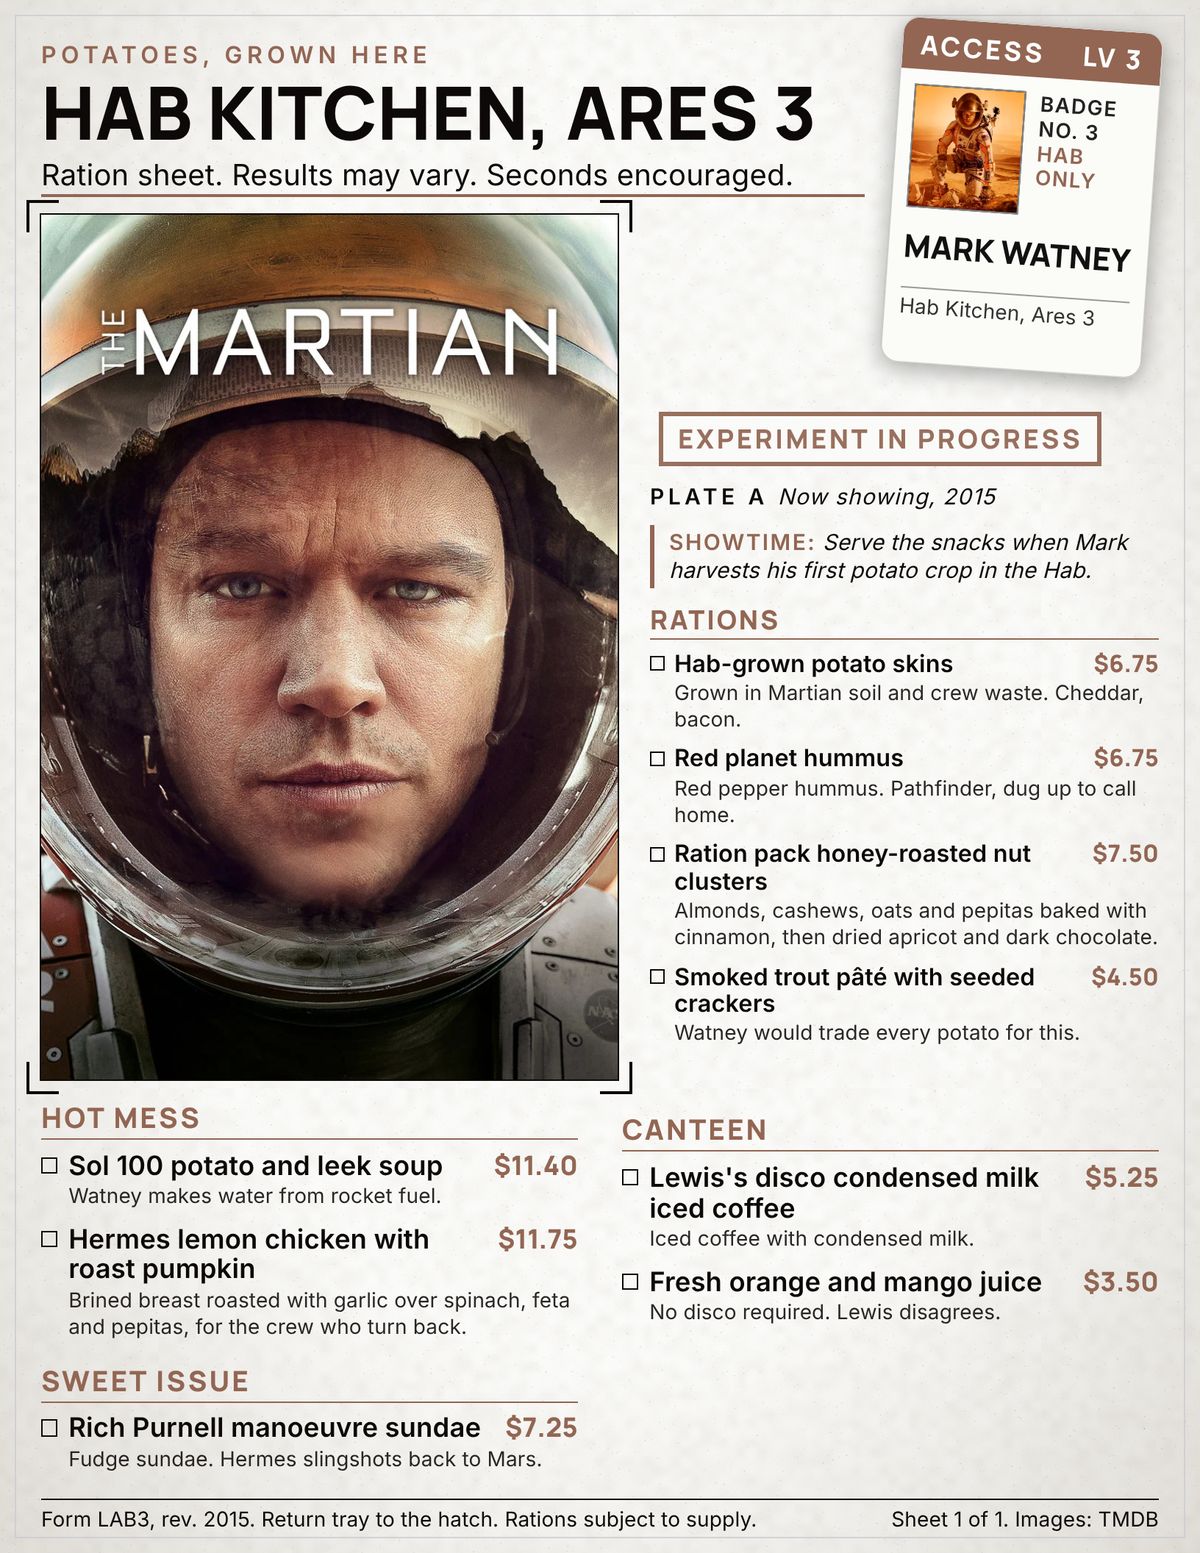 POTATOES, GROWN HERE
HAB KITCHEN, ARES 3
Ration sheet. Results may vary. Seconds encouraged.
ACCESS LV 3
BADGE
NO. 3
HAB
ONLY
MARK WATNEY
Hab Kitchen, Ares 3
THE MARTIAN
NASA
EXPERIMENT IN PROGRESS
PLATE A Now showing, 2015
SHOWTIME: Serve the snacks when Mark
harvests his first potato crop in the Hab.
RATIONS
Hab-grown potato skins $6.75
Grown in Martian soil and crew waste. Cheddar,
bacon.
Red planet hummus $6.75
Red pepper hummus. Pathfinder, dug up to call
home.
Ration pack honey-roasted nut $7.50
clusters
Almonds, cashews, oats and pepitas baked with
cinnamon, then dried apricot and dark chocolate.
Smoked trout pâté with seeded $4.50
crackers
Watney would trade every potato for this.
HOT MESS
Sol 100 potato and leek soup $11.40
Watney makes water from rocket fuel.
Hermes lemon chicken with $11.75
roast pumpkin
Brined breast roasted with garlic over spinach, feta
and pepitas, for the crew who turn back.
SWEET ISSUE
Rich Purnell manoeuvre sundae $7.25
Fudge sundae. Hermes slingshots back to Mars.
CANTEEN
Lewis's disco condensed milk $5.25
iced coffee
Iced coffee with condensed milk.
Fresh orange and mango juice $3.50
No disco required. Lewis disagrees.
Form LAB3, rev. 2015. Return tray to the hatch. Rations subject to supply.
Sheet 1 of 1. Images: TMDB